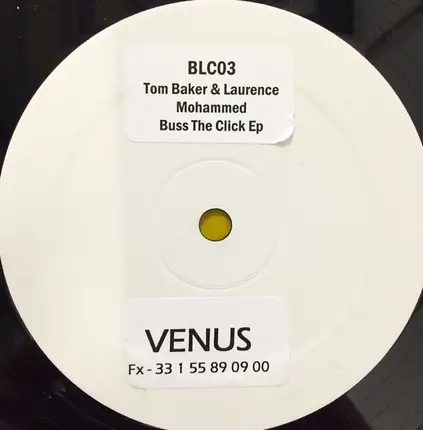 BLC03
Tom Baker & Laurence
Mohammed
Buss The Click Ep
VENUS
Fx - 33 1 55 89 09 00